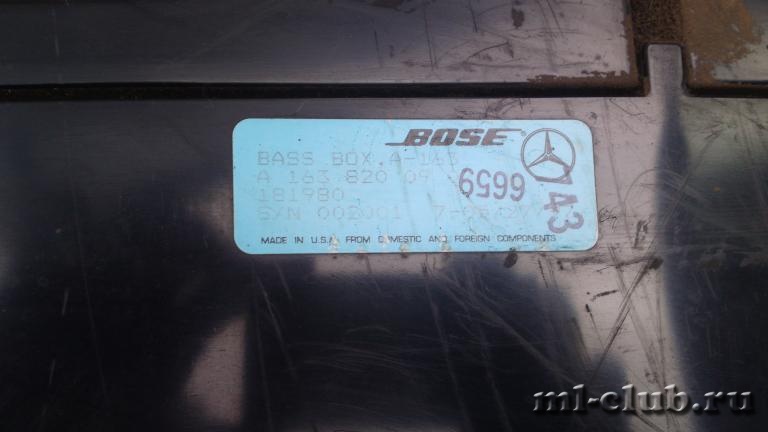 BOSE
BASS BOX A-163
A 163 820 09
181980
S/N 002001
6659
743
MADE IN U.S.A FROM DOMESTIC AND FOREIGN COMPONENTS
ml-club.ru